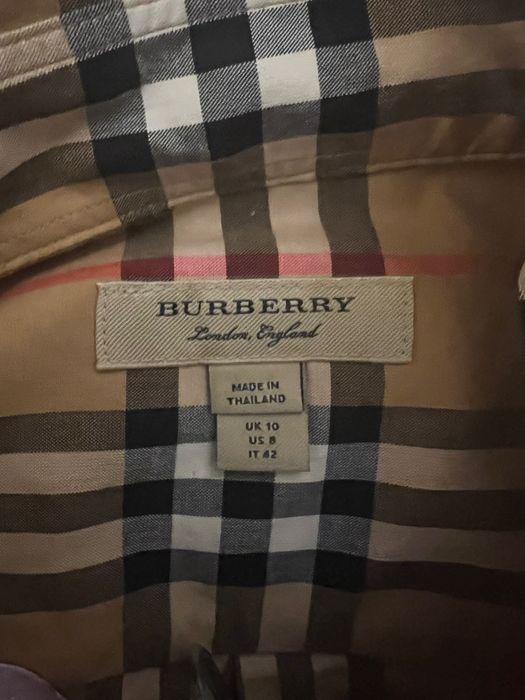 BURBERRY
London, England
MADE IN
THAILAND
UK 10
US 8
IT 42